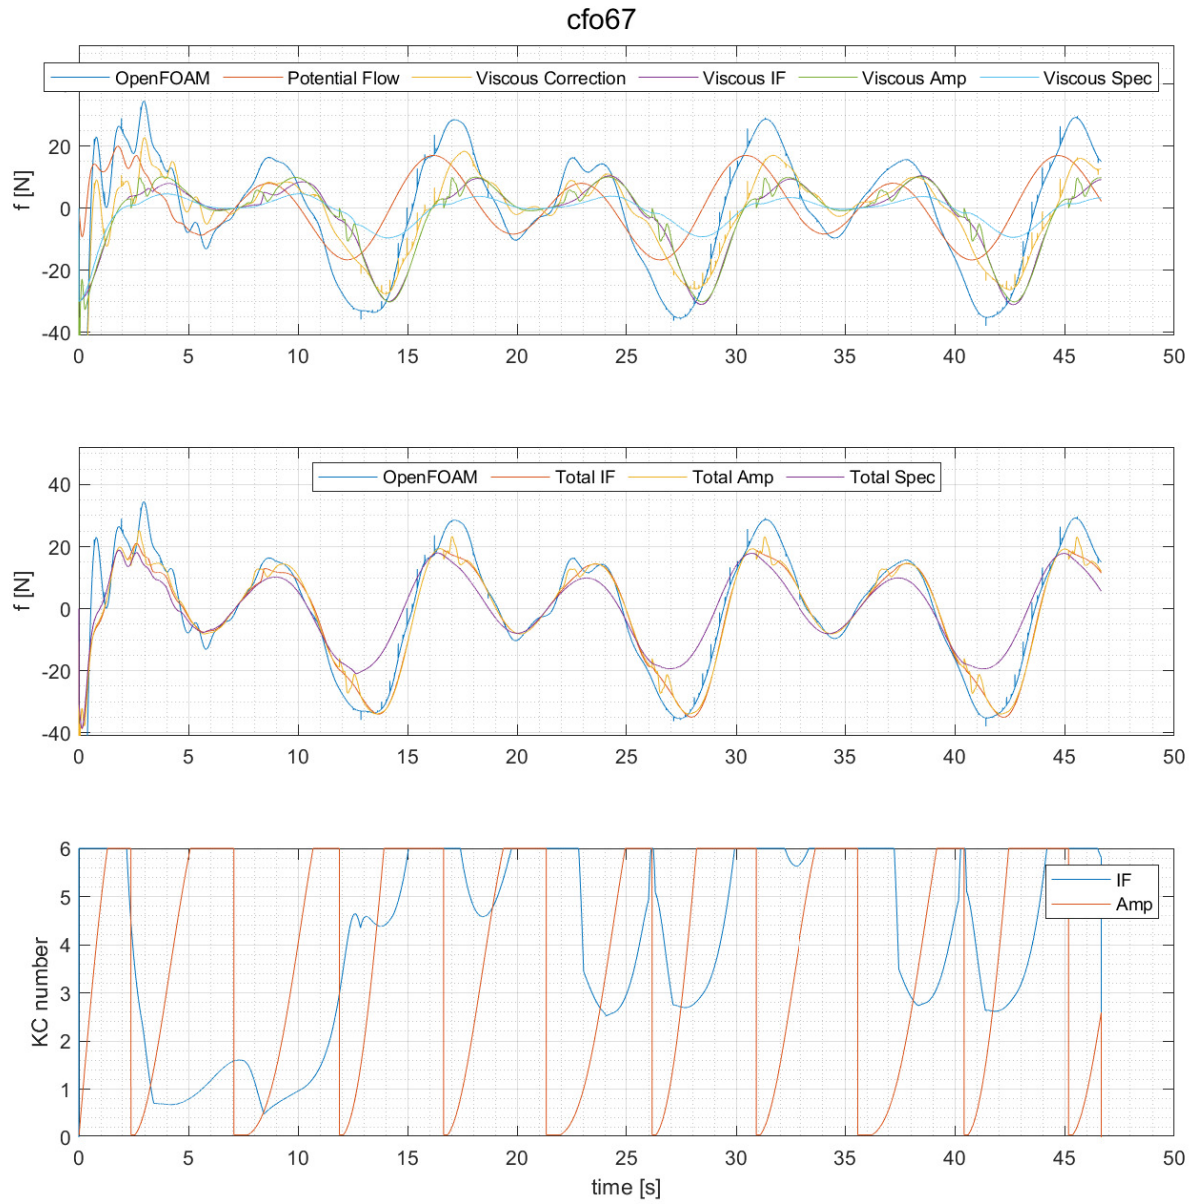 cfo67
OpenFOAM Potential Flow Viscous Correction Viscous IF Viscous Amp Viscous Spec
20
0
-20
-40
f [N]
0 5 10 15 20 25 30 35 40 45 50
OpenFOAM Total IF Total Amp Total Spec
40
20
0
-20
-40
f [N]
0 5 10 15 20 25 30 35 40 45 50
6
5
4
3
2
1
0
KC number
IF
Amp
0 5 10 15 20 25 30 35 40 45 50
time [s]